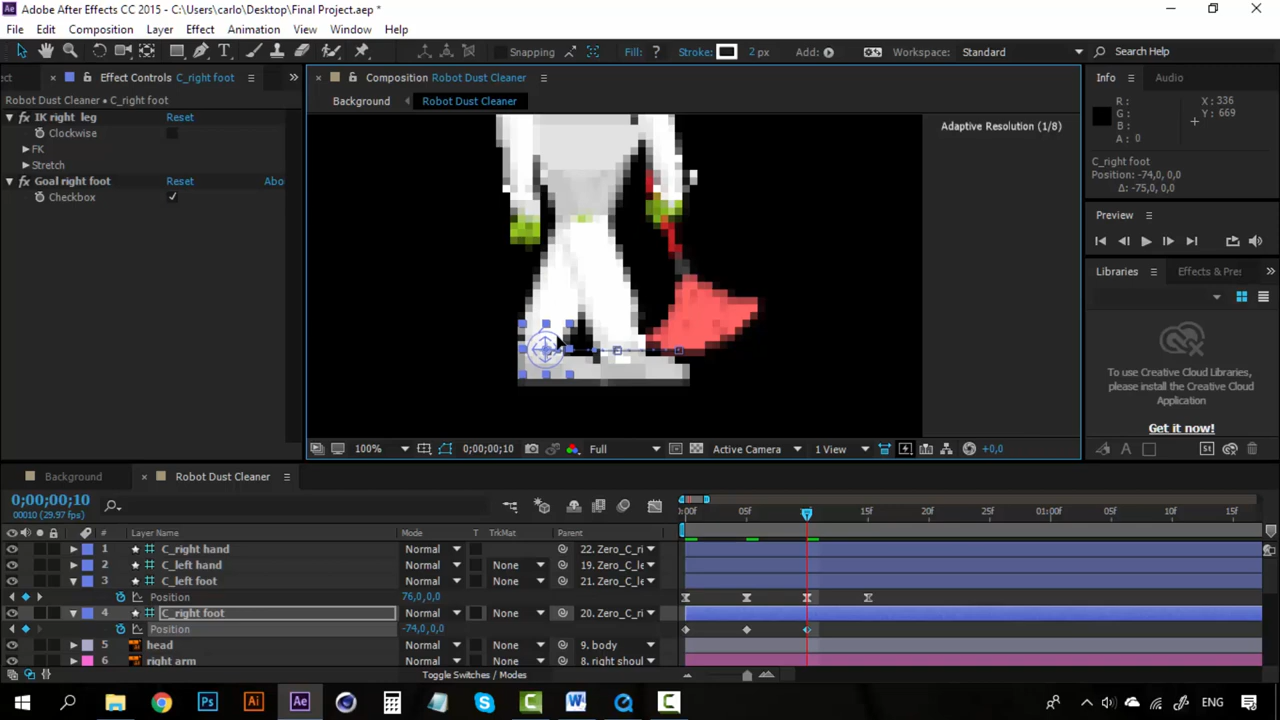 Adobe After Effects CC 2015 - C:\Users\carlo\Desktop\Final Project.aep *
File Edit Composition Layer Effect Animation View Window Help
Snapping Fill: ? Stroke: 2 px Add: Workspace: Standard Search Help
ect Effect Controls C_right foot
Composition Robot Dust Cleaner
Info Audio
Robot Dust Cleaner • C_right foot
Background Robot Dust Cleaner
R: X: 336
G: Y: 669
B:
A: 0
IK right leg Reset
Clockwise
FK
Stretch
Goal right foot Reset Abo
Checkbox
Adaptive Resolution (1/8)
C_right foot
Position: -74,0, 0,0
Δ: -75,0, 0,0
Preview
Libraries Effects & Pre:
To use Creative Cloud Libraries, please install the Creative Cloud Application
Get it now!
100% 0;00;00;10 Full Active Camera 1 View +0,0
Background Robot Dust Cleaner
0;00;00;10
00010 (29.97 fps)
:00f 05f 10f 15f 20f 25f 01:00f 05f 10f 15f
# Layer Name Mode T TrkMat Parent
1 C_right hand Normal 22. Zero_C_ri
2 C_left hand Normal None 19. Zero_C_le
3 C_left foot Normal None 21. Zero_C_le
Position 76,0,0,0
4 C_right foot Normal None 20. Zero_C_ri
Position -74,0,0,0
5 head Normal None 9. body
6 right arm Normal None 8. right shoul
Toggle Switches / Modes
Ps Ai Ae
ENG